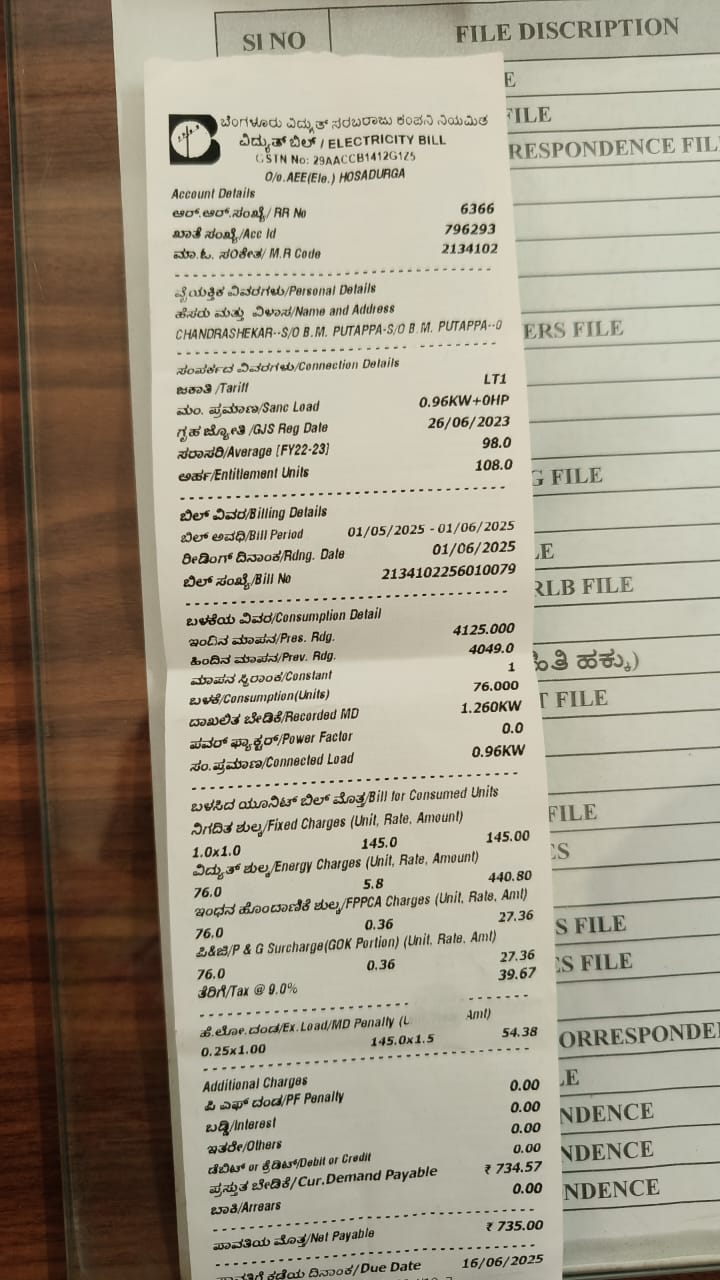 SI NO FILE DISCRIPTION
E
FILE
RESPONDENCE FIL
ERS FILE
G FILE
LE
RLB FILE
ಹಿತಿ ಹಕ್ಕು)
T FILE
FILE
CS
S FILE
ES FILE
ORRESPONDE
LE
NDENCE
NDENCE
NDENCE
ಬೆಂಗಳೂರು ವಿದ್ಯುತ್ ಸರಬರಾಜು ಕಂಪನಿ ನಿಯಮಿತ
ವಿದ್ಯುತ್ ಬಿಲ್ / ELECTRICITY BILL
GSTN No: 29AACCB1412G1Z5
O/o.AEE(Ele.) HOSADURGA
Account Details
ಆರ್.ಆರ್.ಸಂಖ್ಯೆ/ RR No 6366
ಖಾತೆ ಸಂಖ್ಯೆ/Acc Id 796293
ಮಾ.ಓ. ಸಂಕೇತ/ M.R Code 2134102
ವೈಯಕ್ತಿಕ ವಿವರಗಳು/Personal Details
ಹೆಸರು ಮತ್ತು ವಿಳಾಸ/Name and Address
CHANDRASHEKAR--S/O B.M. PUTAPPA-S/O B.M. PUTAPPA--0
ಸಂಪರ್ಕದ ವಿವರಗಳು/Connection Details
ಜಕಾತಿ /Tariff LT1
ಮಂ. ಪ್ರಮಾಣ/Sanc Load 0.96KW+0HP
ಗೃಹ ಜ್ಯೋತಿ /GJS Reg Date 26/06/2023
ಸರಾಸರಿ/Average [FY22-23] 98.0
ಅರ್ಹ/Entitlement Units 108.0
ಬಿಲ್ ವಿವರ/Billing Details
ಬಿಲ್ ಅವಧಿ/Bill Period 01/05/2025 - 01/06/2025
ರೀಡಿಂಗ್ ದಿನಾಂಕ/Rdng. Date 01/06/2025
ಬಿಲ್ ಸಂಖ್ಯೆ/Bill No 2134102256010079
ಬಳಕೆಯ ವಿವರ/Consumption Detail
ಇಂದಿನ ಮಾಪನ/Pres. Rdg. 4125.000
ಹಿಂದಿನ ಮಾಪನ/Prev. Rdg. 4049.0
ಮಾಪನ ಸ್ಥಿರಾಂಕ/Constant 1
ಬಳಕೆ/Consumption(Units) 76.000
ದಾಖಲಿತ ಬೇಡಿಕೆ/Recorded MD 1.260KW
ಪವರ್ ಫ್ಯಾಕ್ಟರ್/Power Factor 0.0
ಸಂ.ಪ್ರಮಾಣ/Connected Load 0.96KW
ಬಳಸಿದ ಯೂನಿಟ್ ಬಿಲ್ ಮೊತ್ತ/Bill for Consumed Units
ನಿಗದಿತ ಶುಲ್ಕ/Fixed Charges (Unit, Rate, Amount)
1.0x1.0 145.0 145.00
ವಿದ್ಯುತ್ ಶುಲ್ಕ/Energy Charges (Unit, Rate, Amount)
76.0 5.8 440.80
ಇಂಧನ ಹೊಂದಾಣಿಕೆ ಶುಲ್ಕ/FPPCA Charges (Unit, Rate, Amt)
76.0 0.36 27.36
ಪಿ&ಜಿ/P & G Surcharge(GOK Portion) (Unit, Rate, Amt)
76.0 0.36 27.36
ತೆರಿಗೆ/Tax @ 9.0% 39.67
ಹೆ.ಲೋ.ದಂಡ/Ex.Load/MD Penalty (U Amt)
0.25x1.00 145.0x1.5 54.38
Additional Charges
ಪಿ ಎಫ್ ದಂಡ/PF Penalty 0.00
ಬಡ್ಡಿ/Interest 0.00
ಇತರೇ/Others 0.00
ಡೆಬಿಟ್ or ಕ್ರೆಡಿಟ್/Debit or Credit 0.00
ಪ್ರಸ್ತುತ ಬೇಡಿಕೆ/Cur.Demand Payable ₹ 734.57
ಬಾಕಿ/Arrears 0.00
ಪಾವತಿಯ ಮೊತ್ತ/Net Payable ₹ 735.00
ಪಾವತಿಗೆ ಕಡೆಯ ದಿನಾಂಕ/Due Date 16/06/2025